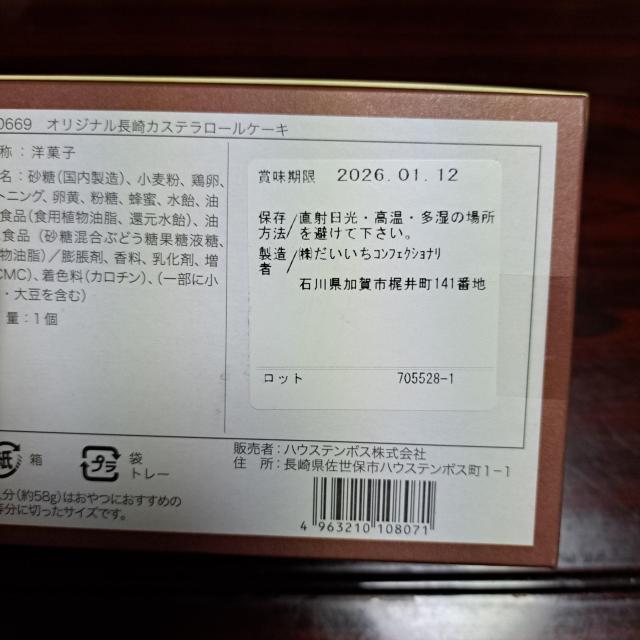 0669 オリジナル長崎カステラロールケーキ
称：洋菓子
名：砂糖(国内製造)、小麦粉、鶏卵、
トニング、卵黄、粉糖、蜂蜜、水飴、油
食品(食用植物油脂、還元水飴)、油
食品(砂糖混合ぶどう糖果糖液糖、
物油脂)／膨脹剤、香料、乳化剤、増
CMC)、着色料(カロチン)、(一部に小
・大豆を含む)
量：1個
賞味期限 2026.01.12
保存方法/直射日光・高温・多湿の場所を避けて下さい。
製造者/㈱だいいちコンフェクショナリ
石川県加賀市梶井町141番地
ロット 705528-1
紙 箱
プラ 袋 トレー
販売者：ハウステンボス株式会社
住 所：長崎県佐世保市ハウステンボス町1－1
分(約58g)はおやつにおすすめの
等分に切ったサイズです。
4 963210 108071